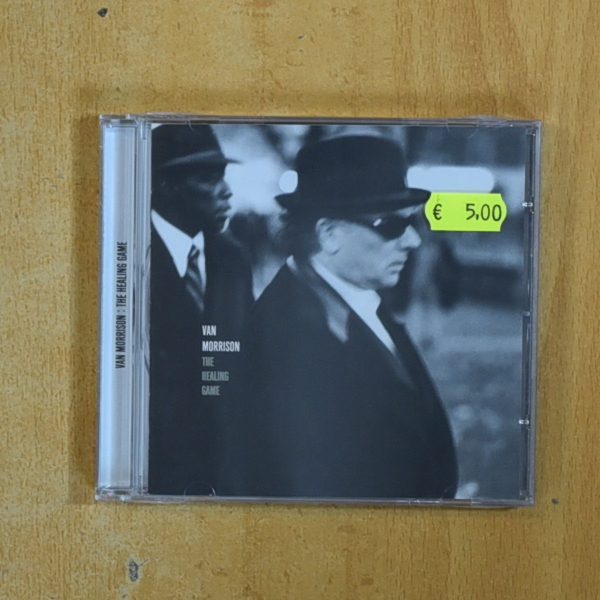 VAN MORRISON : THE HEALING GAME
€ 5,00
VAN
MORRISON
THE
HEALING
GAME